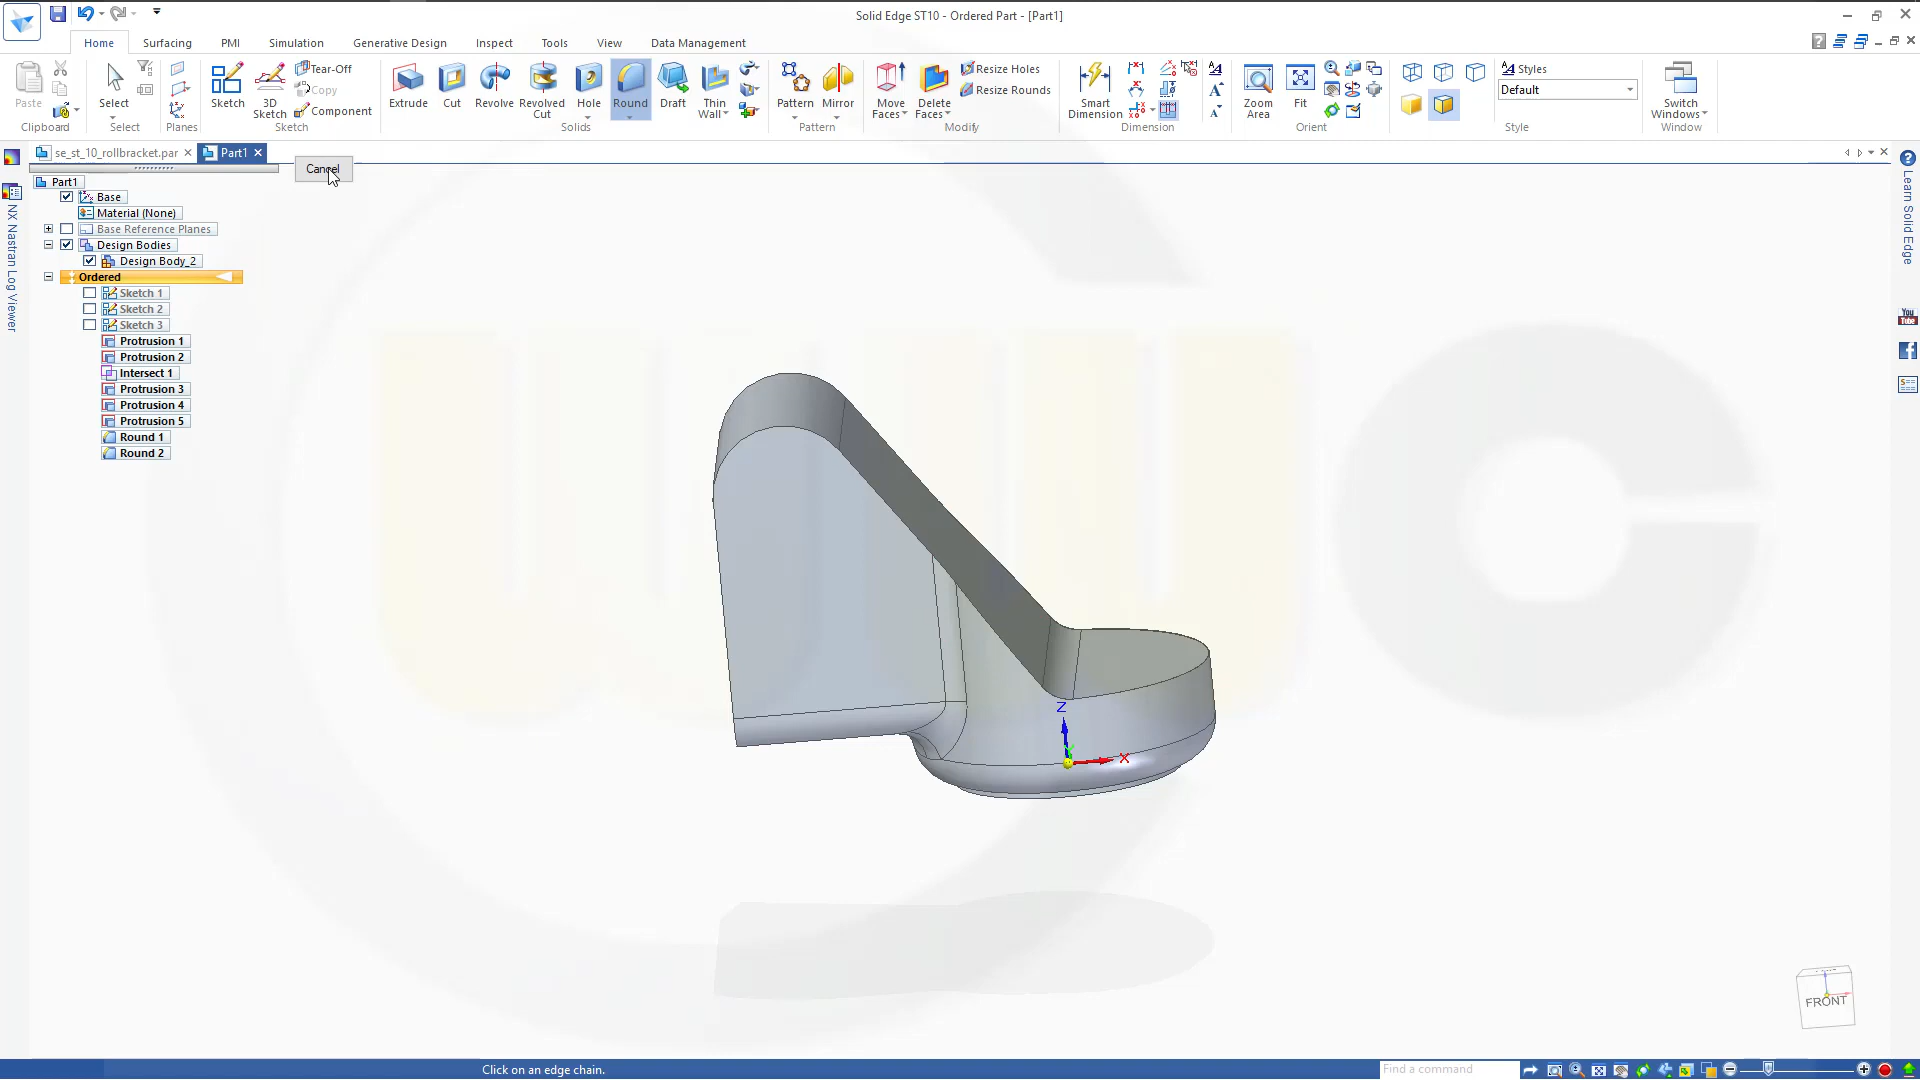 Solid Edge ST10 - Ordered Part - [Part1]
Home
Surfacing
PMI
Simulation
Generative Design
Inspect
Tools
View
Data Management
Paste
Clipboard
Select
Select
Planes
Sketch
3D Sketch
Tear-Off
Copy
Component
Sketch
Extrude
Cut
Revolve
Revolved Cut
Hole
Round
Draft
Thin Wall
Solids
Pattern
Mirror
Pattern
Move Faces
Delete Faces
Resize Holes
Resize Rounds
Modify
Smart Dimension
Dimension
Zoom Area
Fit
Orient
Styles
Default
Style
Switch Windows
Window
se_st_10_rollbracket.par
Part1
Cancel
Part1
Base
Material (None)
Base Reference Planes
Design Bodies
Design Body_2
Ordered
Sketch 1
Sketch 2
Sketch 3
Protrusion 1
Protrusion 2
Intersect 1
Protrusion 3
Protrusion 4
Protrusion 5
Round 1
Round 2
NX Nastran Log Viewer
Learn Solid Edge
You Tube
Z
Y
X
FRONT
Click on an edge chain.
Find a command